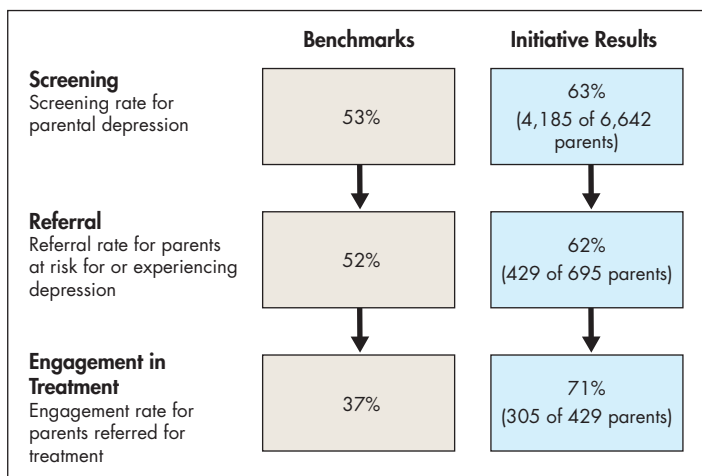 Benchmarks
Initiative Results
Screening
Screening rate for
parental depression
53%
63%
(4,185 of 6,642
parents)
Referral
Referral rate for parents
at risk for or experiencing
depression
52%
62%
(429 of 695 parents)
Engagement in
Treatment
Engagement rate for
parents referred for
treatment
37%
71%
(305 of 429 parents)